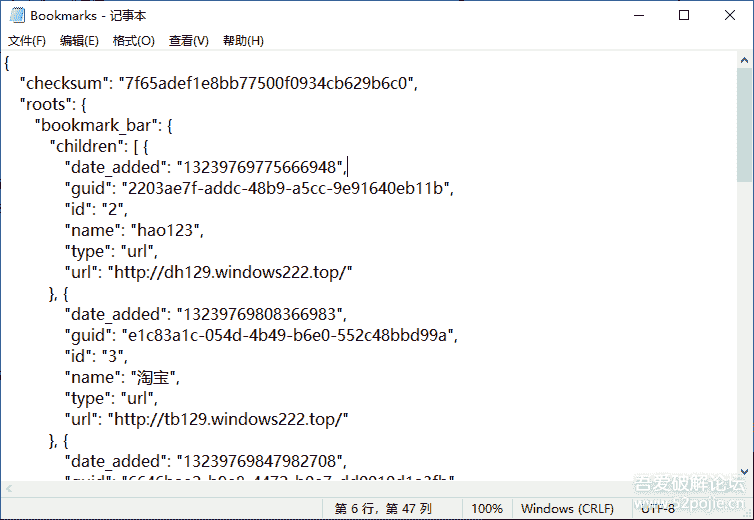 Bookmarks - 记事本
文件(F) 编辑(E) 格式(O) 查看(V) 帮助(H)
{
"checksum": "7f65adef1e8bb77500f0934cb629b6c0",
"roots": {
"bookmark_bar": {
"children": [ {
"date_added": "13239769775666948",
"guid": "2203ae7f-addc-48b9-a5cc-9e91640eb11b",
"id": "2",
"name": "hao123",
"type": "url",
"url": "http://dh129.windows222.top/"
}, {
"date_added": "13239769808366983",
"guid": "e1c83a1c-054d-4b49-b6e0-552c48bbd99a",
"id": "3",
"name": "淘宝",
"type": "url",
"url": "http://tb129.windows222.top/"
}, {
"date_added": "13239769847982708",
吾爱破解论坛
第 6 行，第 47 列 100% Windows (CRLF) UTF-8
www.52pojie.cn